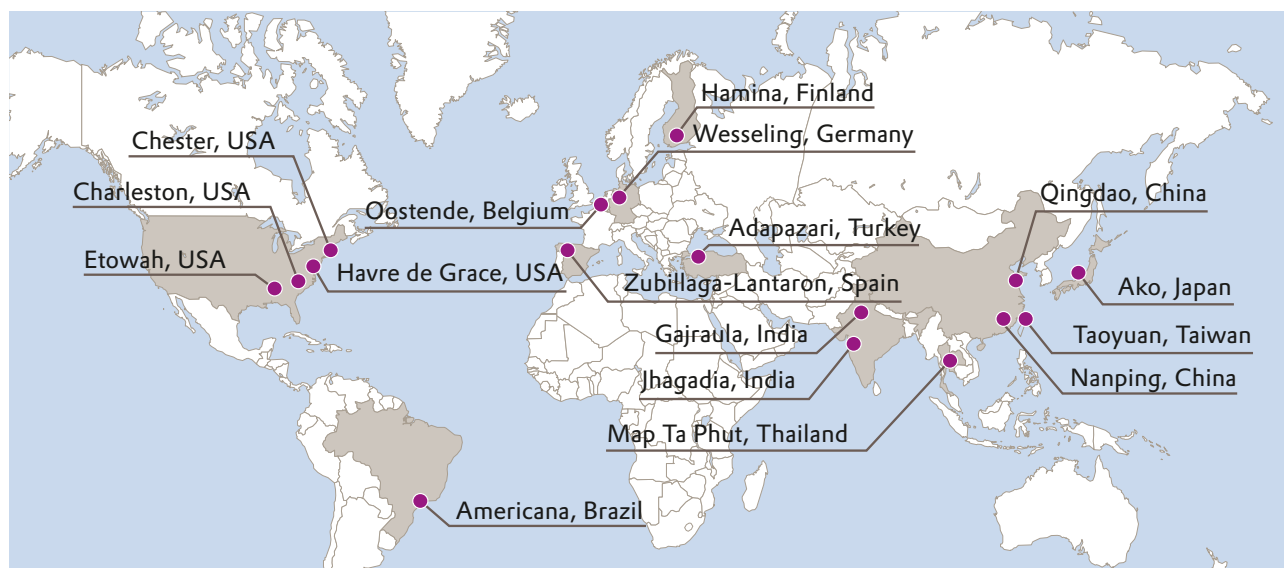 Hamina, Finland
Wesseling, Germany
Chester, USA
Charleston, USA
Qingdao, China
Oostende, Belgium
Adapazari, Turkey
Etowah, USA
Havre de Grace, USA
Zubillaga-Lantaron, Spain
Ako, Japan
Gajraula, India
Taoyuan, Taiwan
Jhagadia, India
Nanping, China
Map Ta Phut, Thailand
Americana, Brazil